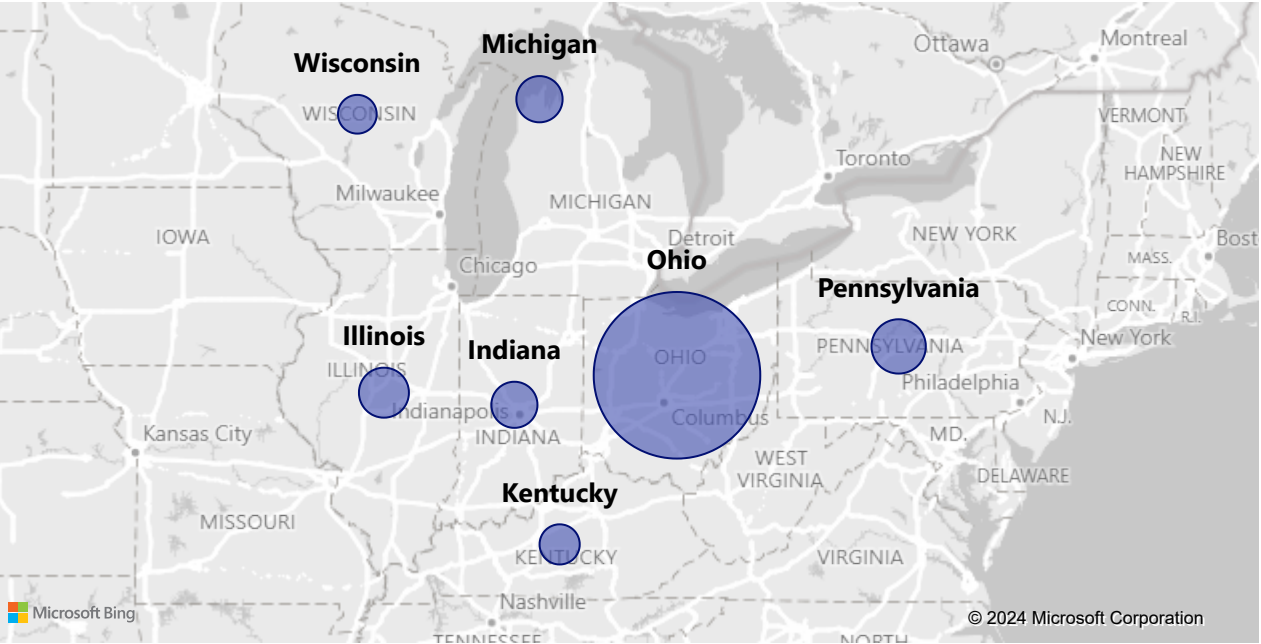 Michigan
Wisconsin
Ottawa
Montreal
WISCONSIN
VERMONT
Toronto
NEW
HAMPSHIRE
Milwaukee
MICHIGAN
IOWA
Detroit
NEW YORK
Bost
Chicago
Ohio
MASS.
Pennsylvania
CONN.
R.I.
Illinois
Indiana
New York
OHIO
PENNSYLVANIA
ILLINOIS
Philadelphia
Indianapolis
Columbus
N.J.
Kansas City
INDIANA
MD.
WEST
VIRGINIA
DELAWARE
Kentucky
MISSOURI
KENTUCKY
VIRGINIA
Nashville
Microsoft Bing
© 2024 Microsoft Corporation
TENNESSEE
NORTH